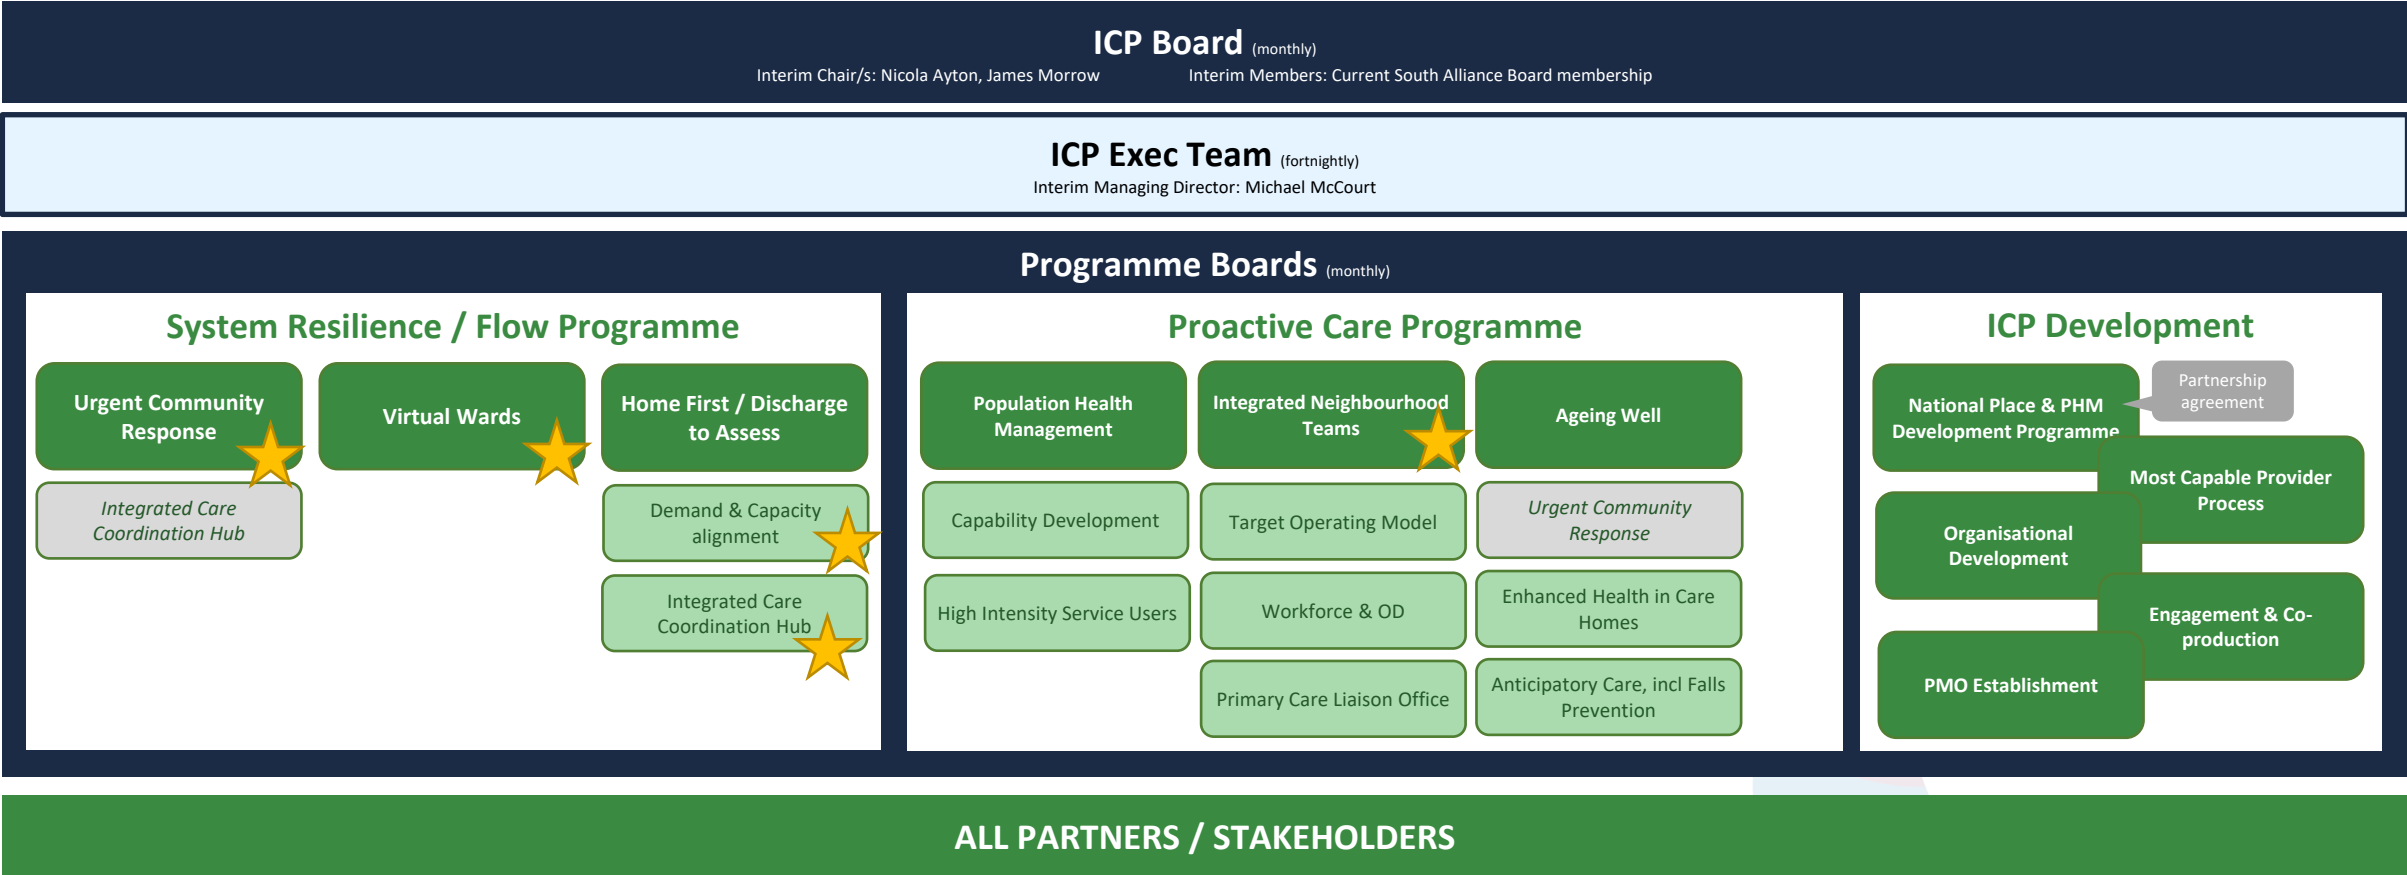 ICP Board (monthly)
Interim Chair/s: Nicola Ayton, James Morrow Interim Members: Current South Alliance Board membership
ICP Exec Team (fortnightly)
Interim Managing Director: Michael McCourt
Programme Boards (monthly)
System Resilience / Flow Programme
Urgent Community
Response
Integrated Care
Coordination Hub
Virtual Wards
Home First / Discharge
to Assess
Demand & Capacity
alignment
Integrated Care
Coordination Hub
Proactive Care Programme
Population Health
Management
Capability Development
High Intensity Service Users
Integrated Neighbourhood
Teams
Target Operating Model
Workforce & OD
Primary Care Liaison Office
Ageing Well
Urgent Community
Response
Enhanced Health in Care
Homes
Anticipatory Care, incl Falls
Prevention
ICP Development
National Place & PHM
Development Programme
Partnership
agreement
Most Capable Provider
Process
Organisational
Development
Engagement & Co-
production
PMO Establishment
ALL PARTNERS / STAKEHOLDERS